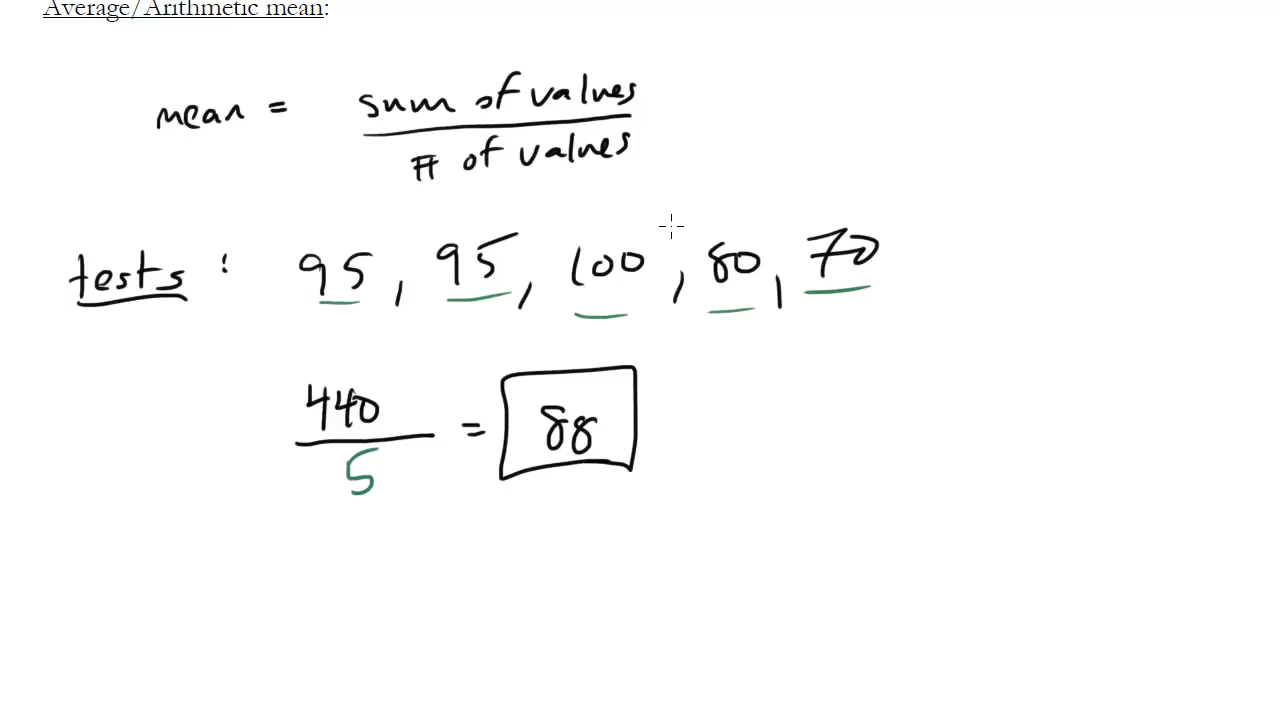 Average/Arithmetic mean:
mean = sum of values
# of values
tests : 95, 95, 100, 80, 70
440
= 88
5